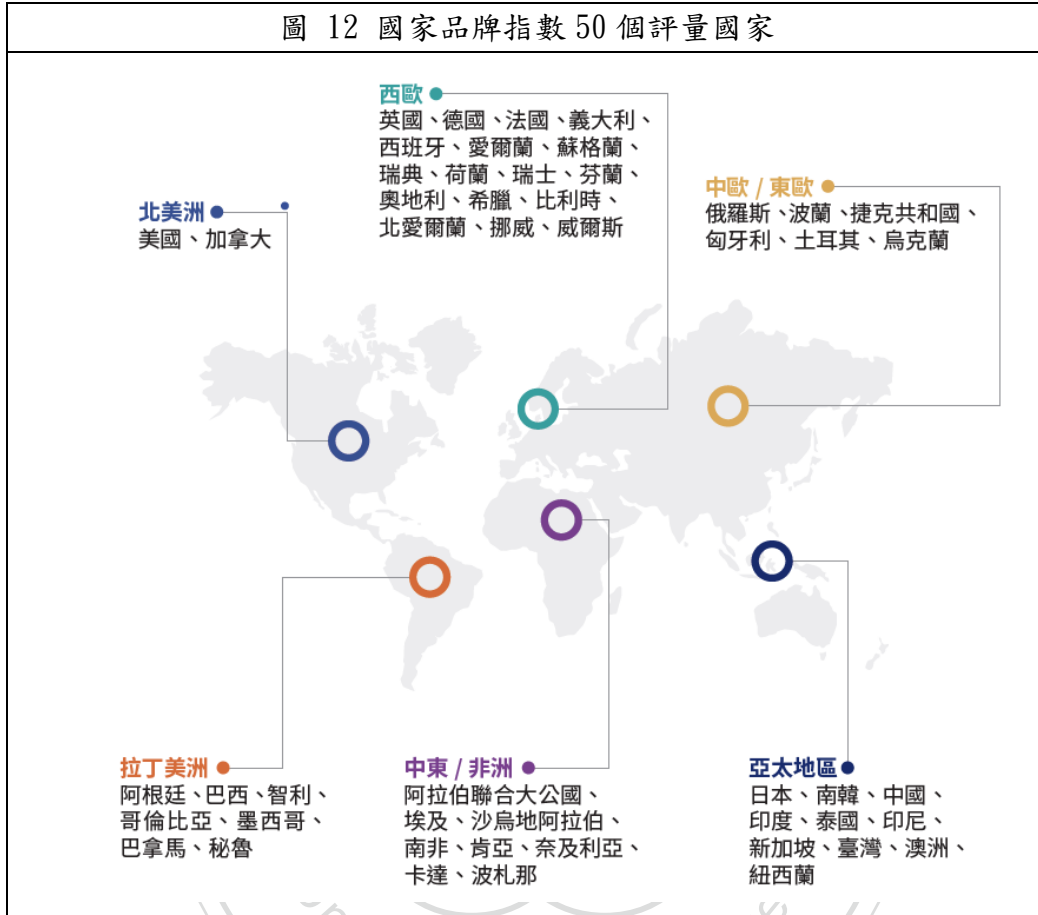 圖 12 國家品牌指數 50 個評量國家
西歐
英國、德國、法國、義大利、
西班牙、愛爾蘭、蘇格蘭、
瑞典、荷蘭、瑞士、芬蘭、
奧地利、希臘、比利時、
北愛爾蘭、挪威、威爾斯
中歐 / 東歐
俄羅斯、波蘭、捷克共和國、
匈牙利、土耳其、烏克蘭
北美洲
美國、加拿大
拉丁美洲
阿根廷、巴西、智利、
哥倫比亞、墨西哥、
巴拿馬、秘魯
中東 / 非洲
阿拉伯聯合大公國、
埃及、沙烏地阿拉伯、
南非、肯亞、奈及利亞、
卡達、波札那
亞太地區
日本、南韓、中國、
印度、泰國、印尼、
新加坡、臺灣、澳洲、
紐西蘭